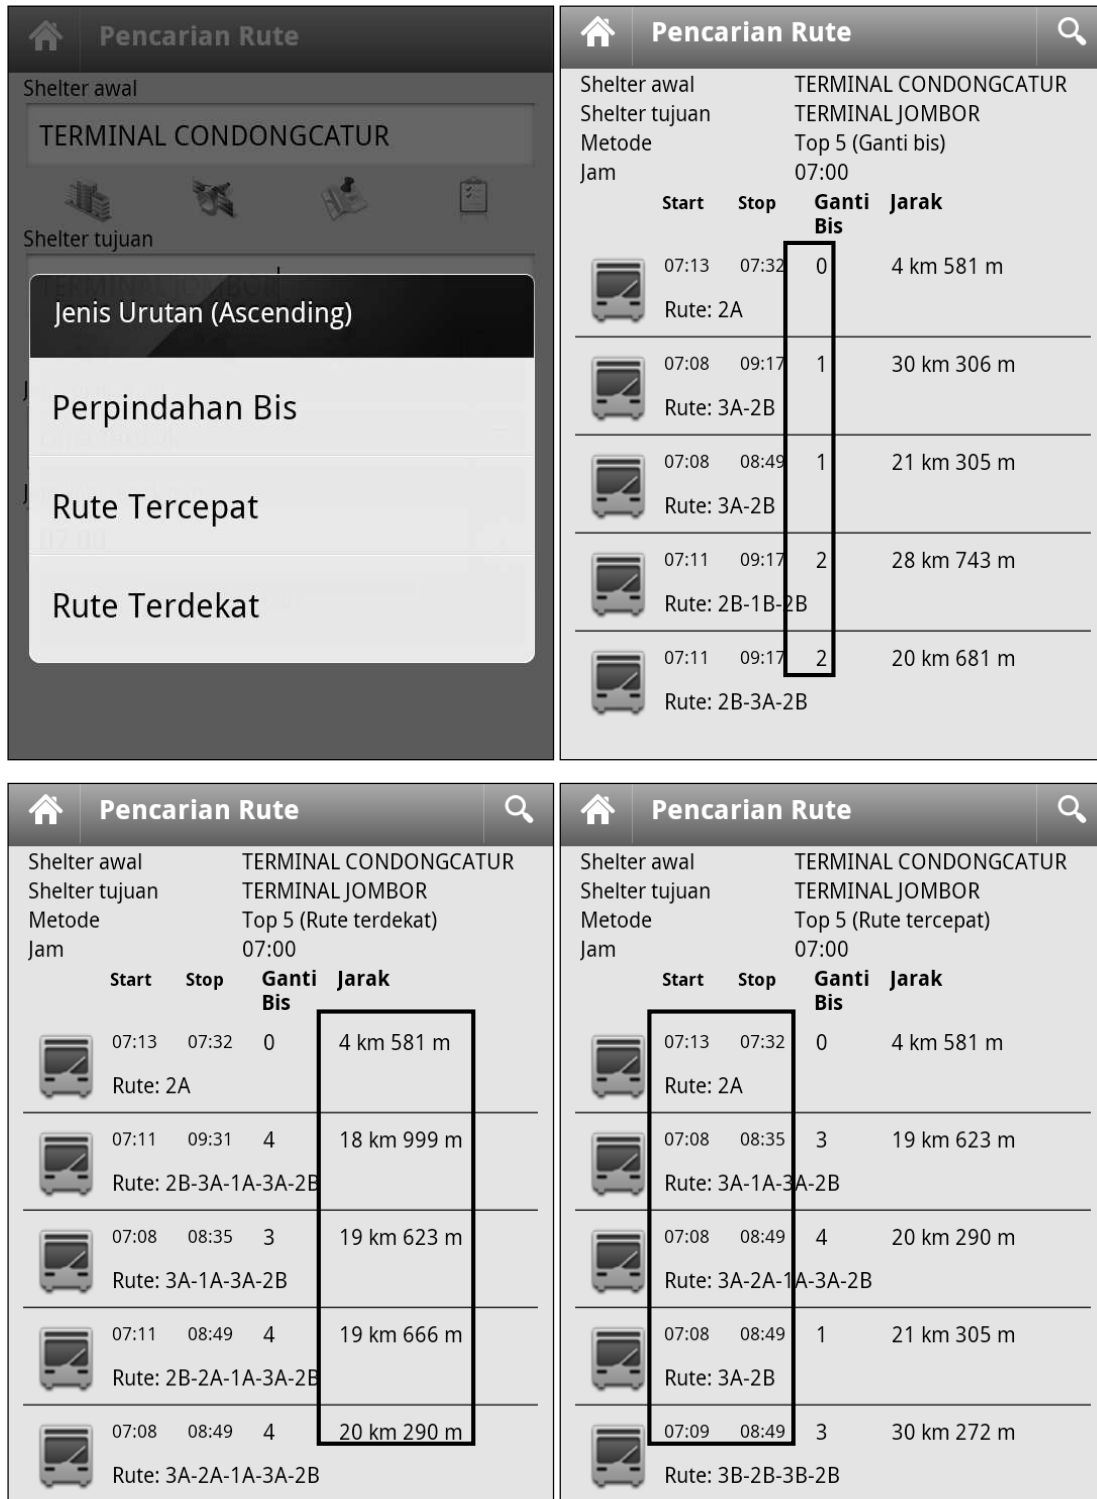 Pencarian Rute
Shelter awal
TERMINAL CONDONGCATUR
Shelter tujuan
TERMINAL JOMBOR
Jenis Urutan (Ascending)
Perpindahan Bis
Rute Tercepat
07:00
Rute Terdekat
Pencarian Rute
Shelter awal TERMINAL CONDONGCATUR
Shelter tujuan TERMINAL JOMBOR
Metode Top 5 (Ganti bis)
Jam 07:00
Start Stop Ganti Bis Jarak
07:13 07:32 0 4 km 581 m
Rute: 2A
07:08 09:17 1 30 km 306 m
Rute: 3A-2B
07:08 08:49 1 21 km 305 m
Rute: 3A-2B
07:11 09:17 2 28 km 743 m
Rute: 2B-1B-2B
07:11 09:17 2 20 km 681 m
Rute: 2B-3A-2B
Pencarian Rute
Shelter awal TERMINAL CONDONGCATUR
Shelter tujuan TERMINAL JOMBOR
Metode Top 5 (Rute terdekat)
Jam 07:00
Start Stop Ganti Bis Jarak
07:13 07:32 0 4 km 581 m
Rute: 2A
07:11 09:31 4 18 km 999 m
Rute: 2B-3A-1A-3A-2B
07:08 08:35 3 19 km 623 m
Rute: 3A-1A-3A-2B
07:11 08:49 4 19 km 666 m
Rute: 2B-2A-1A-3A-2B
07:08 08:49 4 20 km 290 m
Rute: 3A-2A-1A-3A-2B
Pencarian Rute
Shelter awal TERMINAL CONDONGCATUR
Shelter tujuan TERMINAL JOMBOR
Metode Top 5 (Rute tercepat)
Jam 07:00
Start Stop Ganti Bis Jarak
07:13 07:32 0 4 km 581 m
Rute: 2A
07:08 08:35 3 19 km 623 m
Rute: 3A-1A-3A-2B
07:08 08:49 4 20 km 290 m
Rute: 3A-2A-1A-3A-2B
07:08 08:49 1 21 km 305 m
Rute: 3A-2B
07:09 08:49 3 30 km 272 m
Rute: 3B-2B-3B-2B